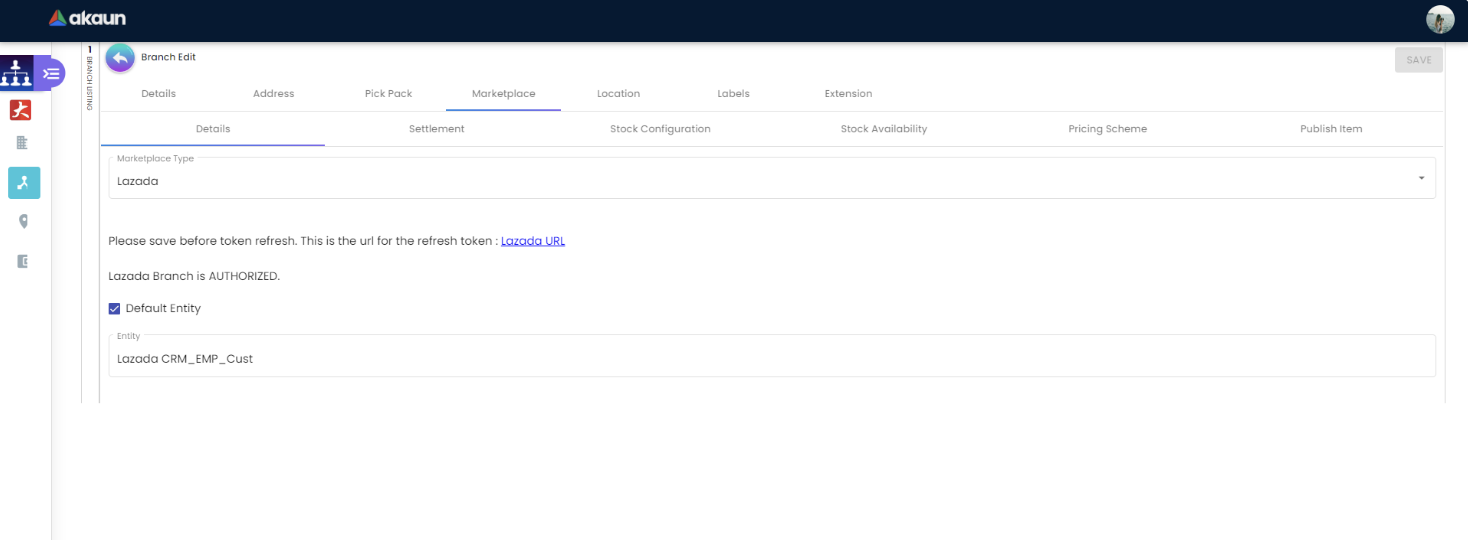 akaun
1 BRANCH LISTING
Branch Edit
SAVE
Details Address Pick Pack Marketplace Location Labels Extension
Details Settlement Stock Configuration Stock Availability Pricing Scheme Publish Item
Marketplace Type
Lazada
Please save before token refresh. This is the url for the refresh token : Lazada URL
Lazada Branch is AUTHORIZED.
Default Entity
Entity
Lazada CRM_EMP_Cust